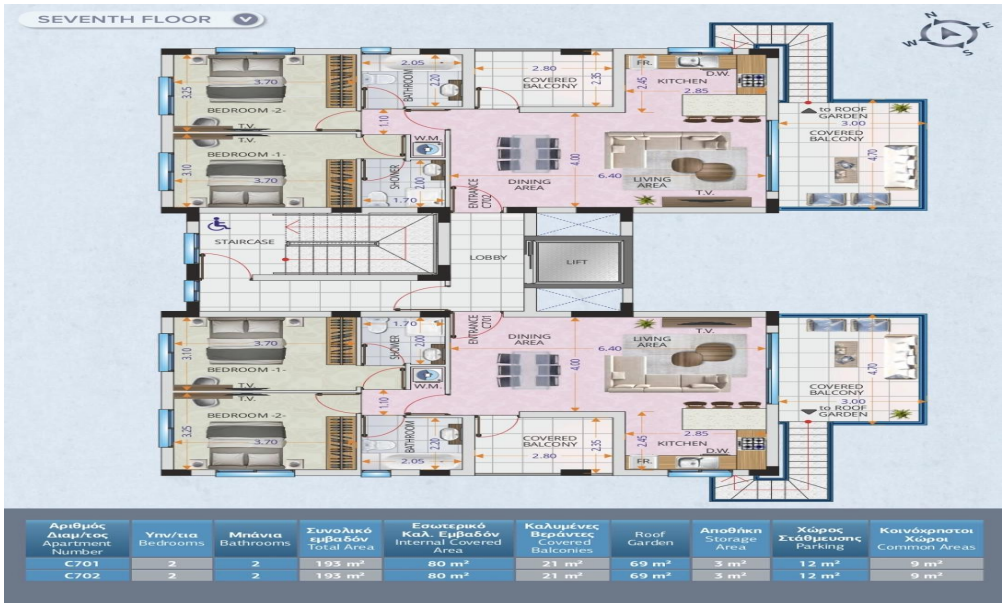 SEVENTH FLOOR
N
E
W
S
2.05
2.20
BATHROOM
2.80
2.35
COVERED
BALCONY
FR.
D.W.
KITCHEN
2.45
2.85
3.25
3.70
BEDROOM -2-
T.V.
1.10
to ROOF
GARDEN
3.00
COVERED
BALCONY
4.70
T.V.
BEDROOM -1-
3.10
3.70
W.M.
SHOWER
2.00
1.70
ENTRANCE
C702
DINING
AREA
4.00
6.40
LIVING
AREA
T.V.
STAIRCASE
LOBBY
LIFT
1.70
SHOWER
2.00
ENTRANCE
C701
DINING
AREA
4.00
6.40
LIVING
AREA
T.V.
3.10
3.70
BEDROOM -1-
T.V.
W.M.
4.70
COVERED
BALCONY
3.00
to ROOF
GARDEN
BEDROOM -2-
3.25
3.70
1.10
BATHROOM
2.20
2.05
COVERED
BALCONY
2.80
2.35
2.45
2.85
KITCHEN
D.W.
FR.
Αριθμός Διαμ/τος Apartment Number
Υπν/τια Bedrooms
Μπάνια Bathrooms
Συνολικό εμβαδόν Total Area
Εσωτερικό Καλ. Εμβαδόν Internal Covered Area
Καλυμένες Βεράντες Covered Balconies
Roof Garden
Αποθήκη Storage Area
Χώρος Στάθμευσης Parking
Κοινόχρηστοι Χώροι Common Areas
C701 2 2 193 m² 80 m² 21 m² 69 m² 3 m² 12 m² 9 m²
C702 2 2 193 m² 80 m² 21 m² 69 m² 3 m² 12 m² 9 m²